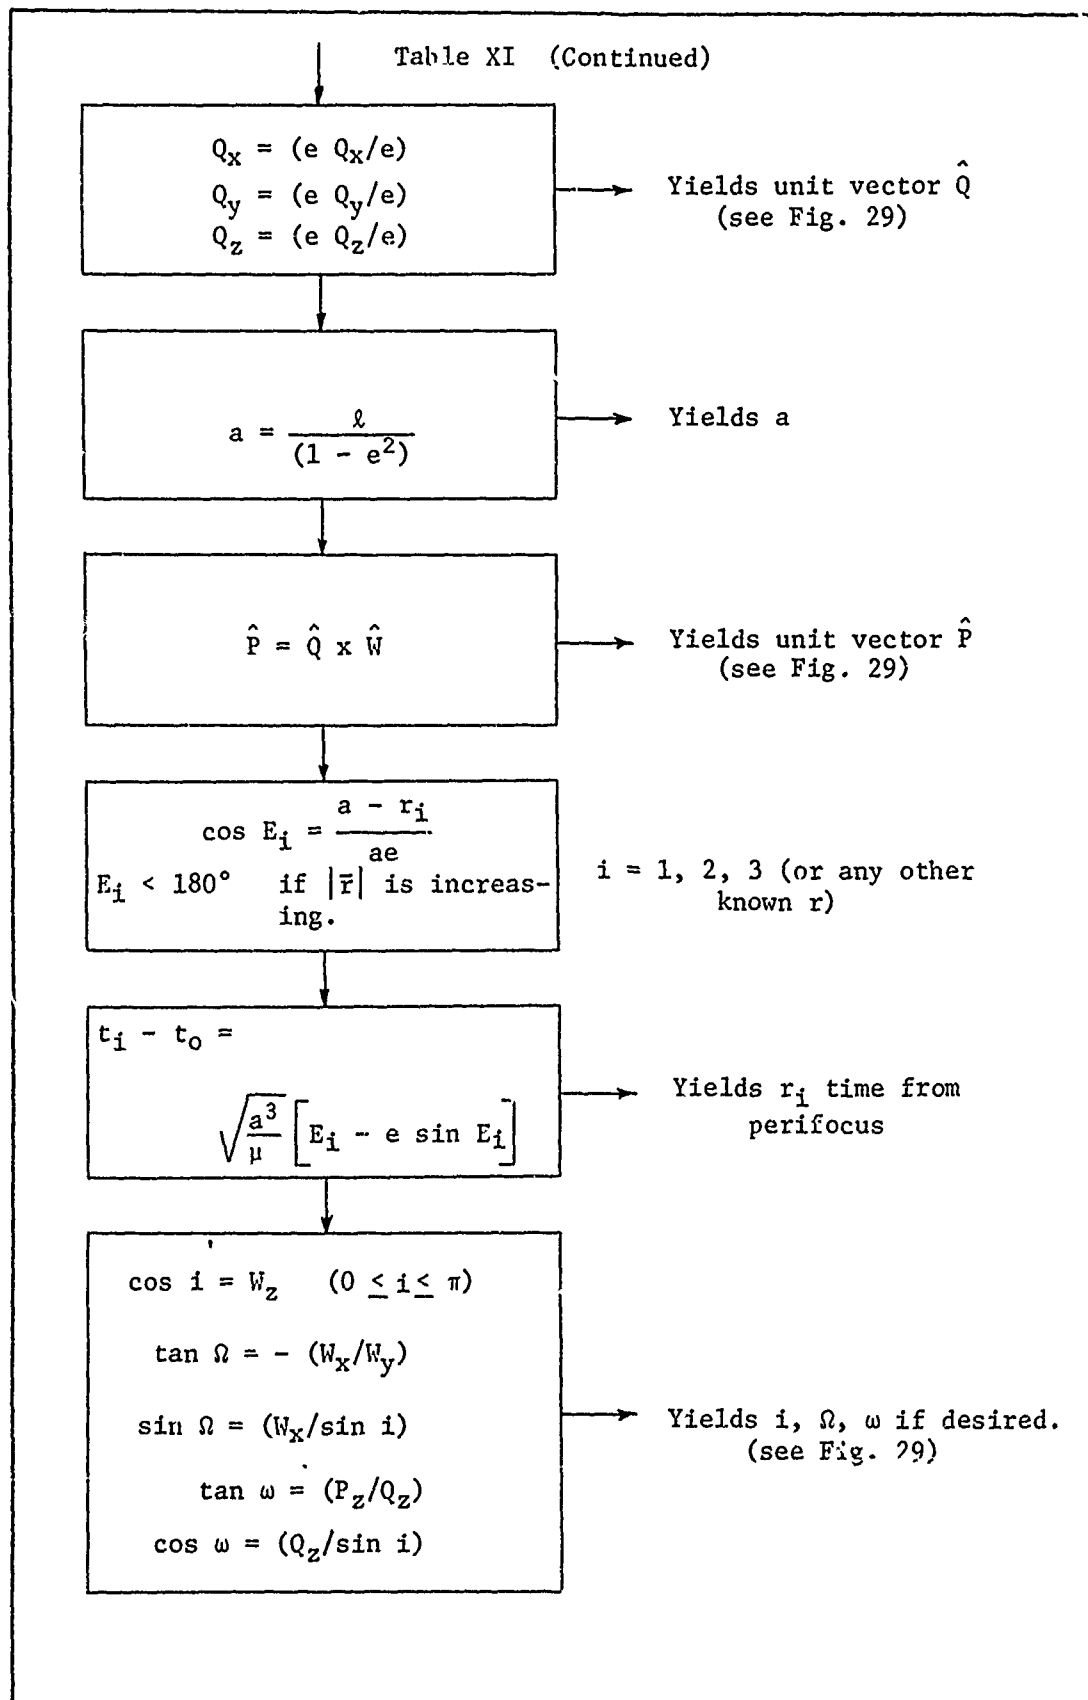 Table XI (Continued)
Q_x = (e Q_x/e)
Q_y = (e Q_y/e)
Q_z = (e Q_z/e)
Yields unit vector Q̂
(see Fig. 29)
a = ℓ / (1 - e²)
Yields a
P̂ = Q̂ x Ŵ
Yields unit vector P̂
(see Fig. 29)
cos E_i = (a - r_i) / ae
E_i < 180° if |r̄| is increas-
ing.
i = 1, 2, 3 (or any other
known r)
t_i - t_o =
√(a³/μ) [E_i - e sin E_i]
Yields r_i time from
perifocus
cos i = W_z (0 ≤ i ≤ π)
tan Ω = - (W_x/W_y)
sin Ω = (W_x/sin i)
tan ω = (P_z/Q_z)
cos ω = (Q_z/sin i)
Yields i, Ω, ω if desired.
(see Fig. 29)